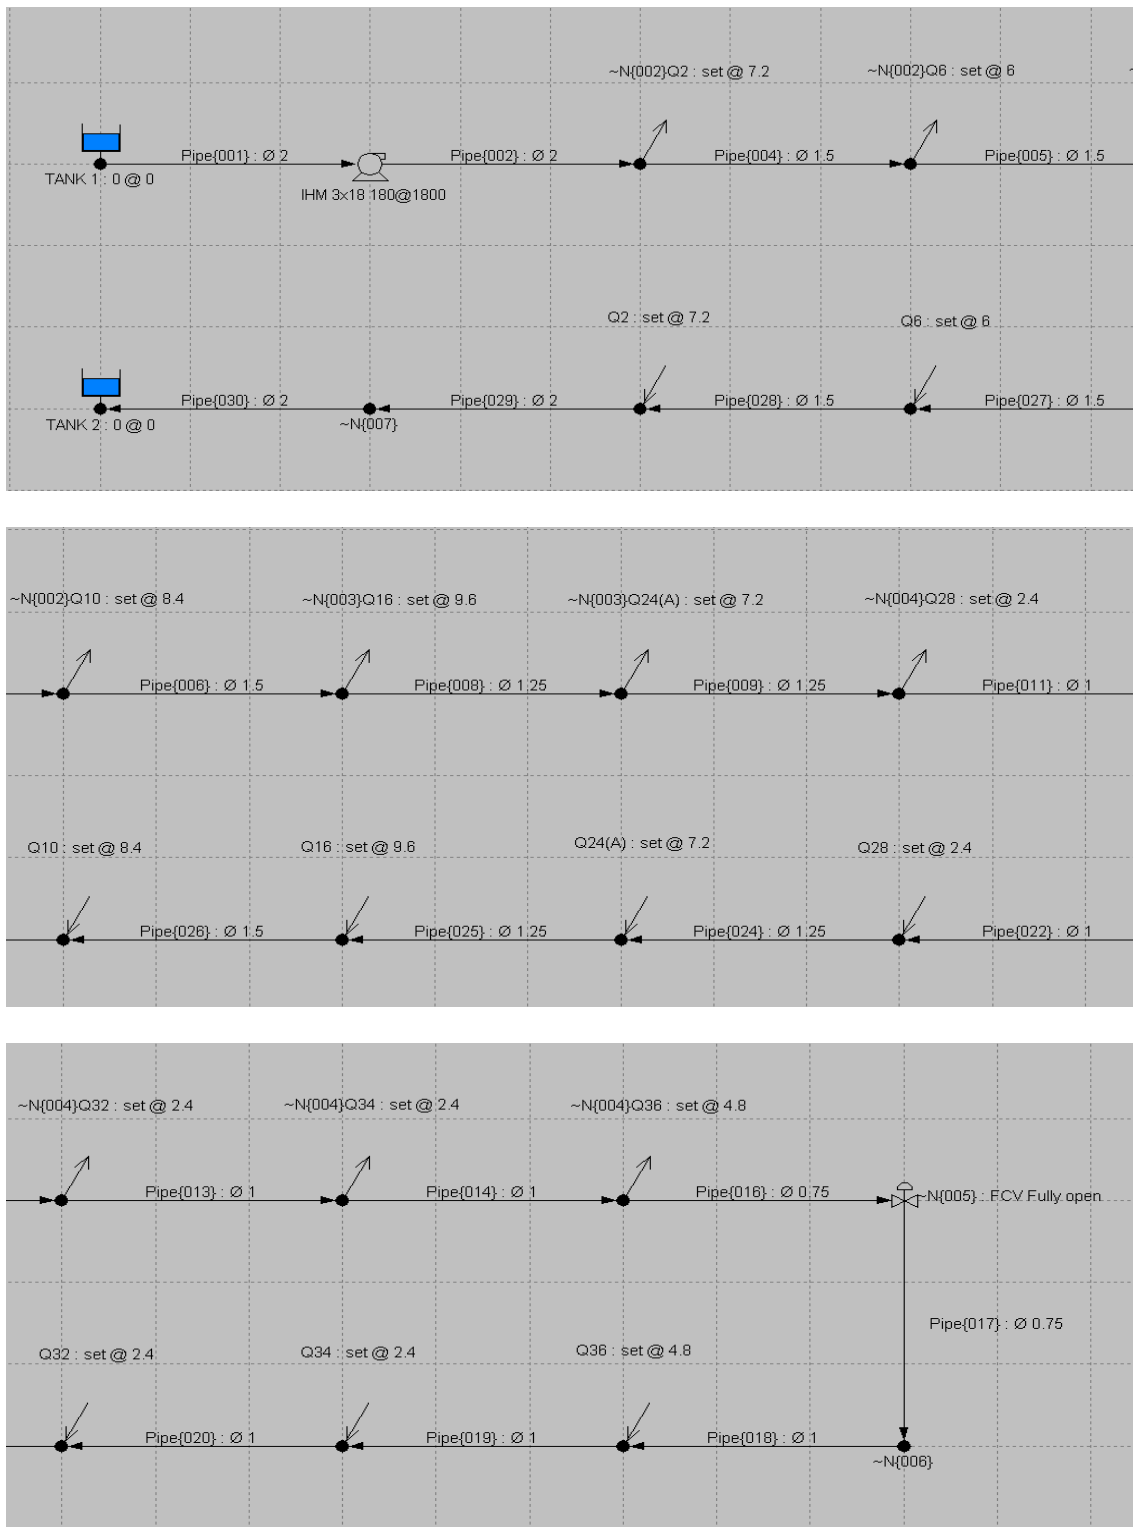 ~N{002}Q2 : set @ 7.2
~N{002}Q6 : set @ 6
Pipe{001} : Ø 2
Pipe{002} : Ø 2
Pipe{004} : Ø 1.5
Pipe{005} : Ø 1.5
TANK 1 : 0 @ 0
IHM 3x18 180@1800
Q2 : set @ 7.2
Q6 : set @ 6
Pipe{030} : Ø 2
Pipe{029} : Ø 2
Pipe{028} : Ø 1.5
Pipe{027} : Ø 1.5
TANK 2 : 0 @ 0
~N{007}
~N{002}Q10 : set @ 8.4
~N{003}Q16 : set @ 9.6
~N{003}Q24(A) : set @ 7.2
~N{004}Q28 : set @ 2.4
Pipe{006} : Ø 1.5
Pipe{008} : Ø 1.25
Pipe{009} : Ø 1.25
Pipe{011} : Ø 1
Q10 : set @ 8.4
Q16 : set @ 9.6
Q24(A) : set @ 7.2
Q28 : set @ 2.4
Pipe{026} : Ø 1.5
Pipe{025} : Ø 1.25
Pipe{024} : Ø 1.25
Pipe{022} : Ø 1
~N{004}Q32 : set @ 2.4
~N{004}Q34 : set @ 2.4
~N{004}Q36 : set @ 4.8
Pipe{013} : Ø 1
Pipe{014} : Ø 1
Pipe{016} : Ø 0.75
~N{005} : FCV Fully open
Pipe{017} : Ø 0.75
Q32 : set @ 2.4
Q34 : set @ 2.4
Q36 : set @ 4.8
Pipe{020} : Ø 1
Pipe{019} : Ø 1
Pipe{018} : Ø 1
~N{006}